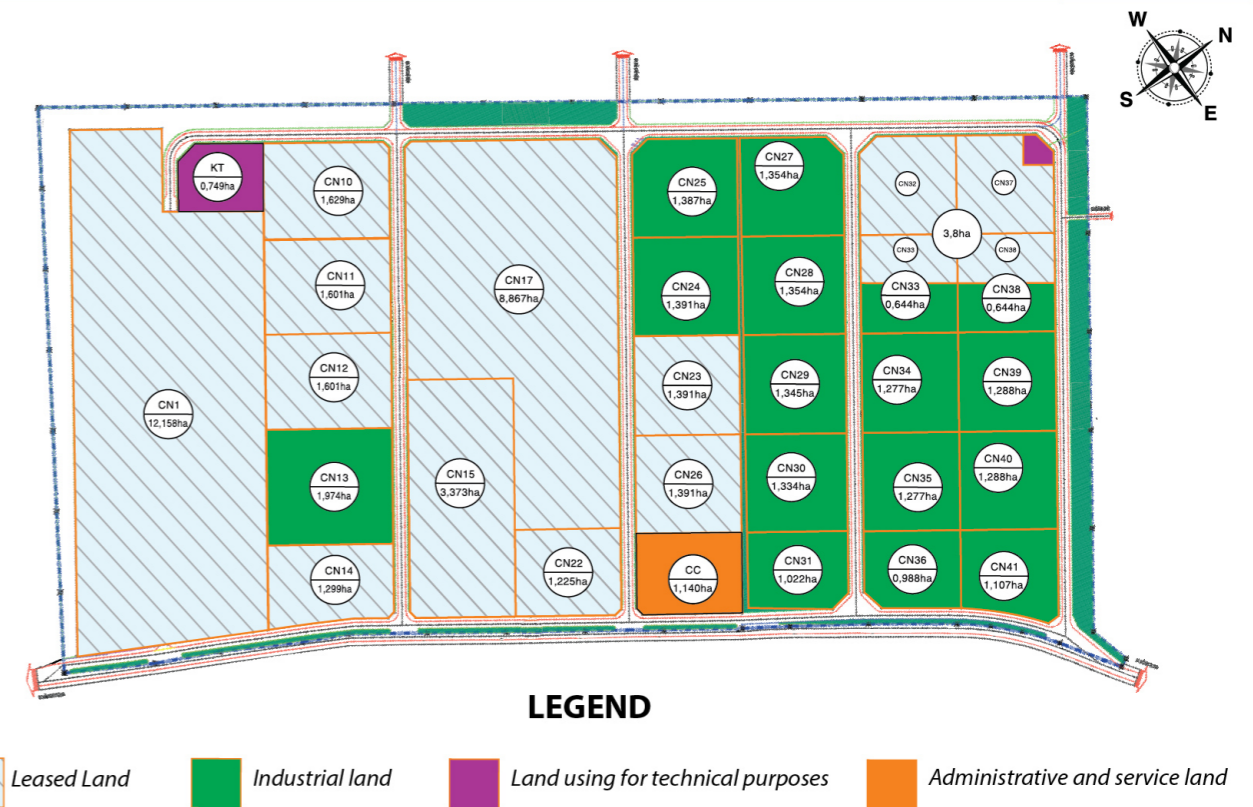 W
N
S
E
KT
0,749ha
CN10
1,629ha
CN11
1,601ha
CN12
1,601ha
CN1
12,158ha
CN13
1,974ha
CN14
1,299ha
CN17
8,867ha
CN15
3,373ha
CN22
1,225ha
CN25
1,387ha
CN27
1,354ha
CN24
1,391ha
CN28
1,354ha
CN23
1,391ha
CN29
1,345ha
CN26
1,391ha
CN30
1,334ha
CC
1,140ha
CN31
1,022ha
CN32
CN37
3,8ha
CN33
CN38
CN33
0,644ha
CN38
0,644ha
CN34
1,277ha
CN39
1,288ha
CN35
1,277ha
CN40
1,288ha
CN36
0,988ha
CN41
1,107ha
LEGEND
Leased Land
Industrial land
Land using for technical purposes
Administrative and service land